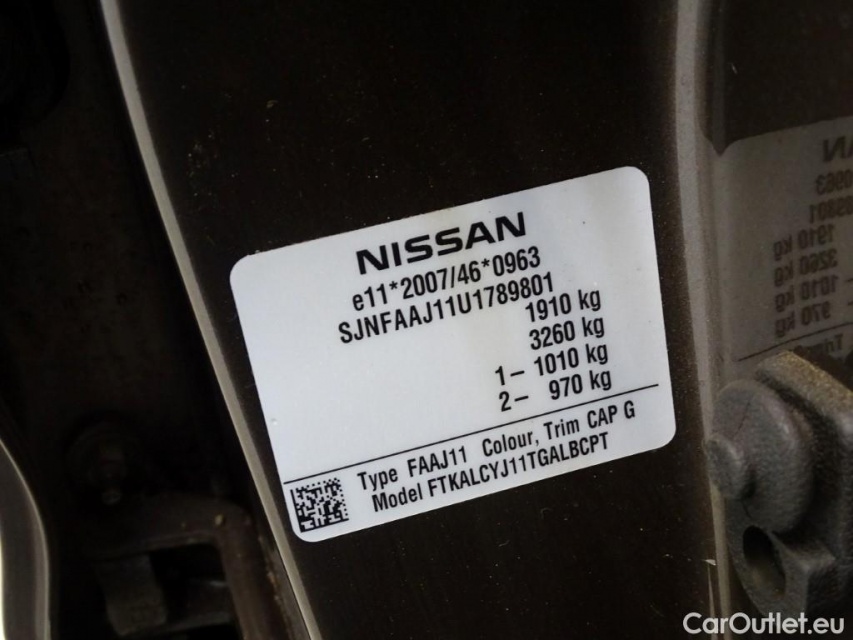 NISSAN
e11*2007/46*0963
SJNFAAJ11U1789801
1910 kg
3260 kg
1- 1010 kg
2- 970 kg
Type FAAJ11 Colour, Trim CAP G
Model FTKALCYJ11TGALBCPT
CarOutlet.eu